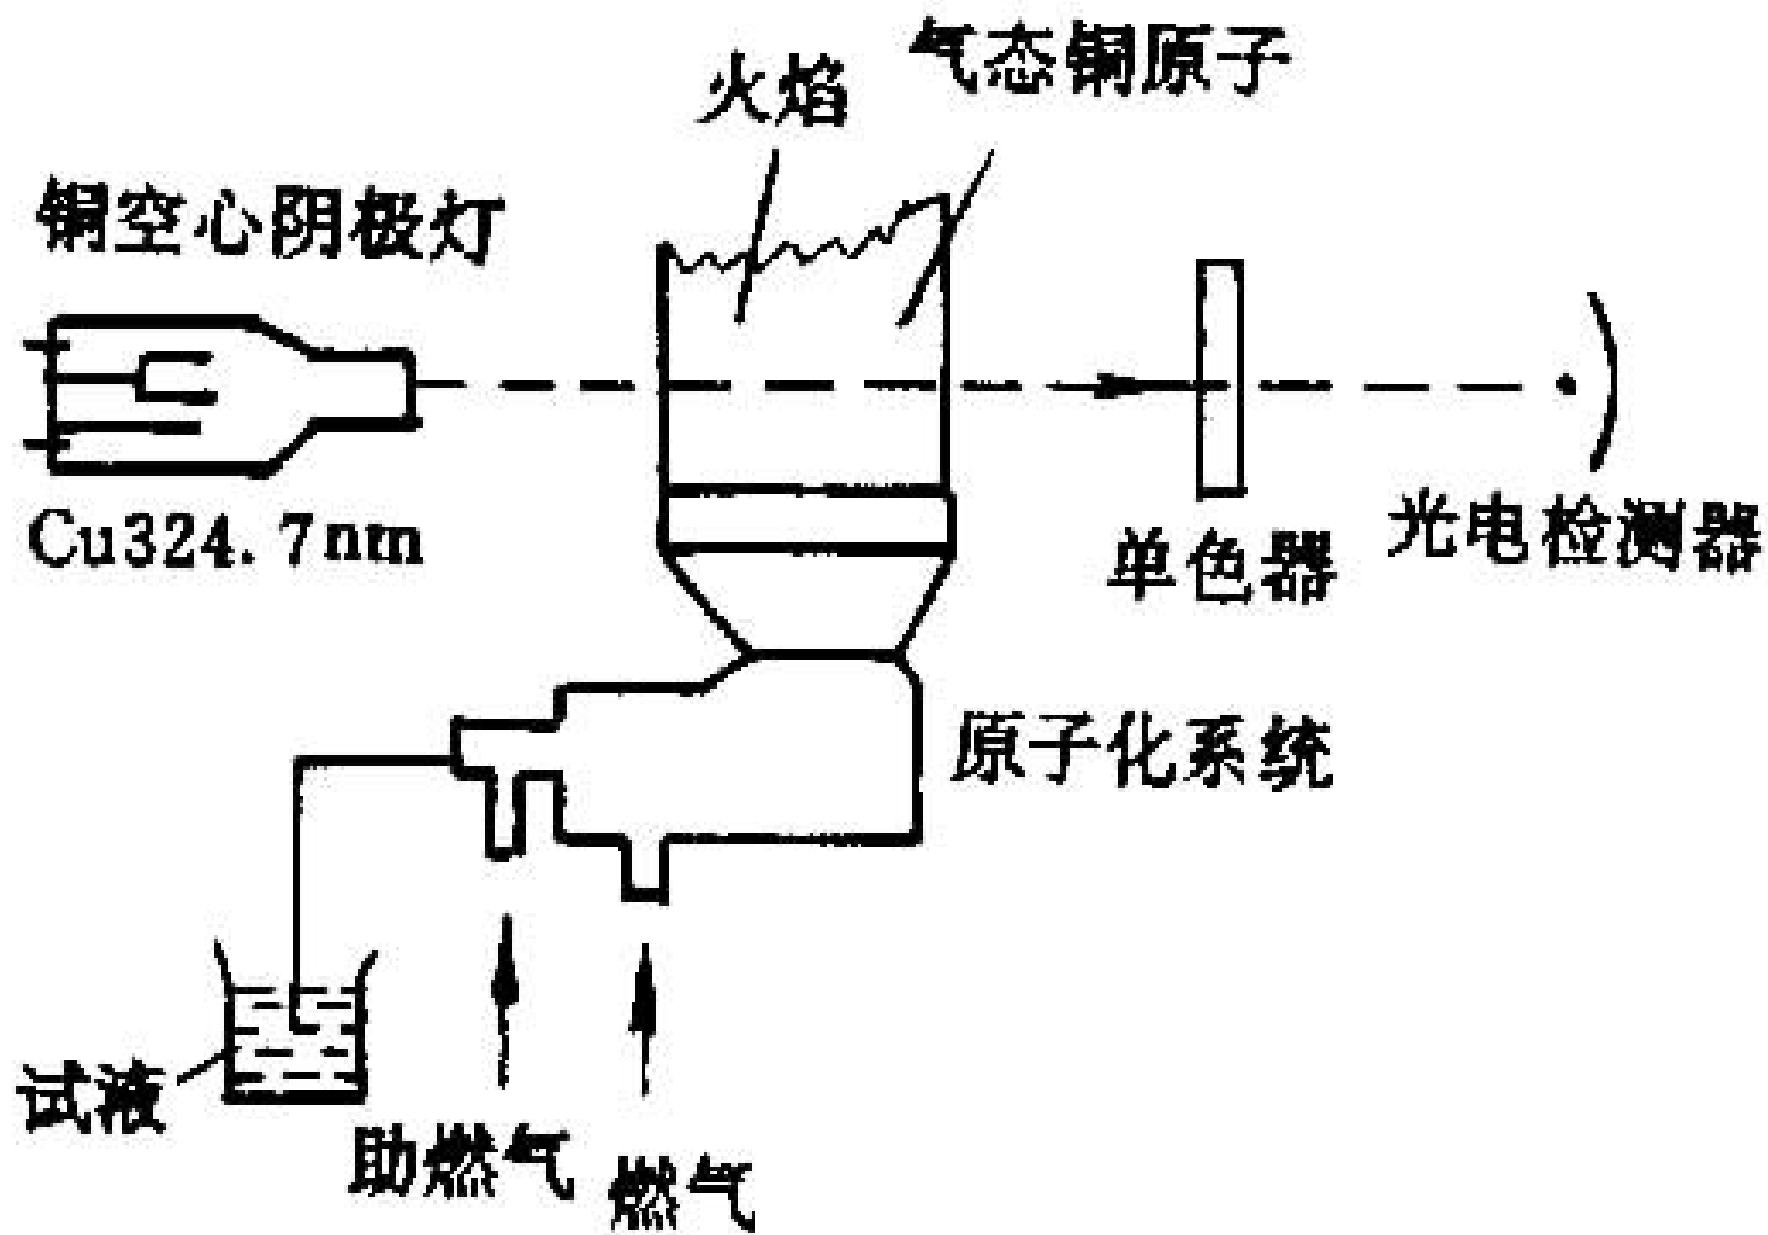 气态铜原子
火焰
铜空心阴极灯
Cu324.7nm
单色器
光电检测器
原子化系统
试液
助燃气
燃气